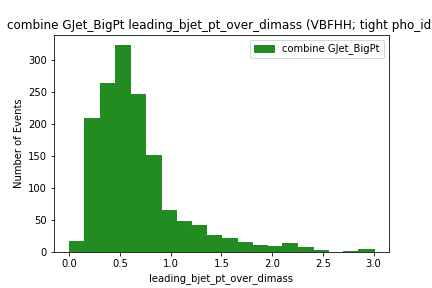 combine GJet_BigPt leading_bjet_pt_over_dimass (VBFHH; tight pho_id
combine GJet_BigPt
300
250
200
150
100
50
0
Number of Events
0.0 0.5 1.0 1.5 2.0 2.5 3.0
leading_bjet_pt_over_dimass